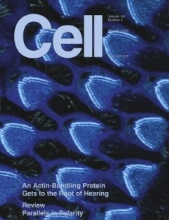 Cell
An Actin-Bundling Protein
Gets to the Root of Hearing
Review
Parallels in Polarity